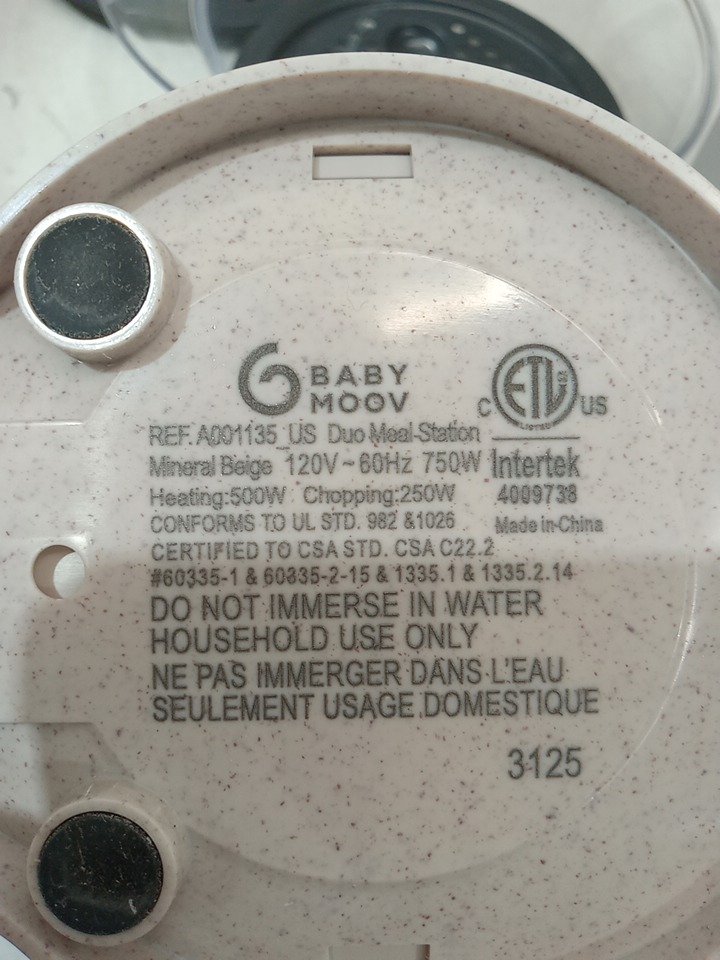 BABY
MOOV
C ETL US
LISTED
REF. A001135_US Duo Meal-Station
Mineral Beige 120V~60Hz 750W Intertek
Heating:500W Chopping:250W 4009738
CONFORMS TO UL STD. 982 &1026 Made in China
CERTIFIED TO CSA STD. CSA C22.2
#60335-1 & 60335-2-15 & 1335.1 & 1335.2.14
DO NOT IMMERSE IN WATER
HOUSEHOLD USE ONLY
NE PAS IMMERGER DANS L'EAU
SEULEMENT USAGE DOMESTIQUE
3125